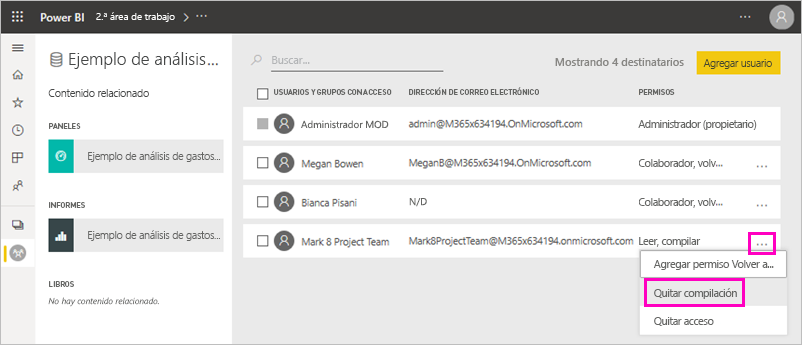 Power BI 2.ª área de trabajo > ...
...
Ejemplo de análisis...
Contenido relacionado
PANELES
Ejemplo de análisis de gastos...
INFORMES
Ejemplo de análisis de gastos...
LIBROS
No hay contenido relacionado.
Buscar...
Mostrando 4 destinatarios
Agregar usuario
USUARIOS Y GRUPOS CONACCESO DIRECCIÓN DE CORREO ELECTRÓNICO PERMISOS
Administrador MOD admin@M365x634194.OnMicrosoft.com Administrador (propietario)
Megan Bowen MeganB@M365x634194.OnMicrosoft.com Colaborador, volv... ...
Bianca Pisani N/D Colaborador, volv... ...
Mark 8 Project Team Mark8ProjectTeam@M365x634194.onmicrosoft.com Leer, compilar ...
Agregar permiso Volver a...
Quitar compilación
Quitar acceso